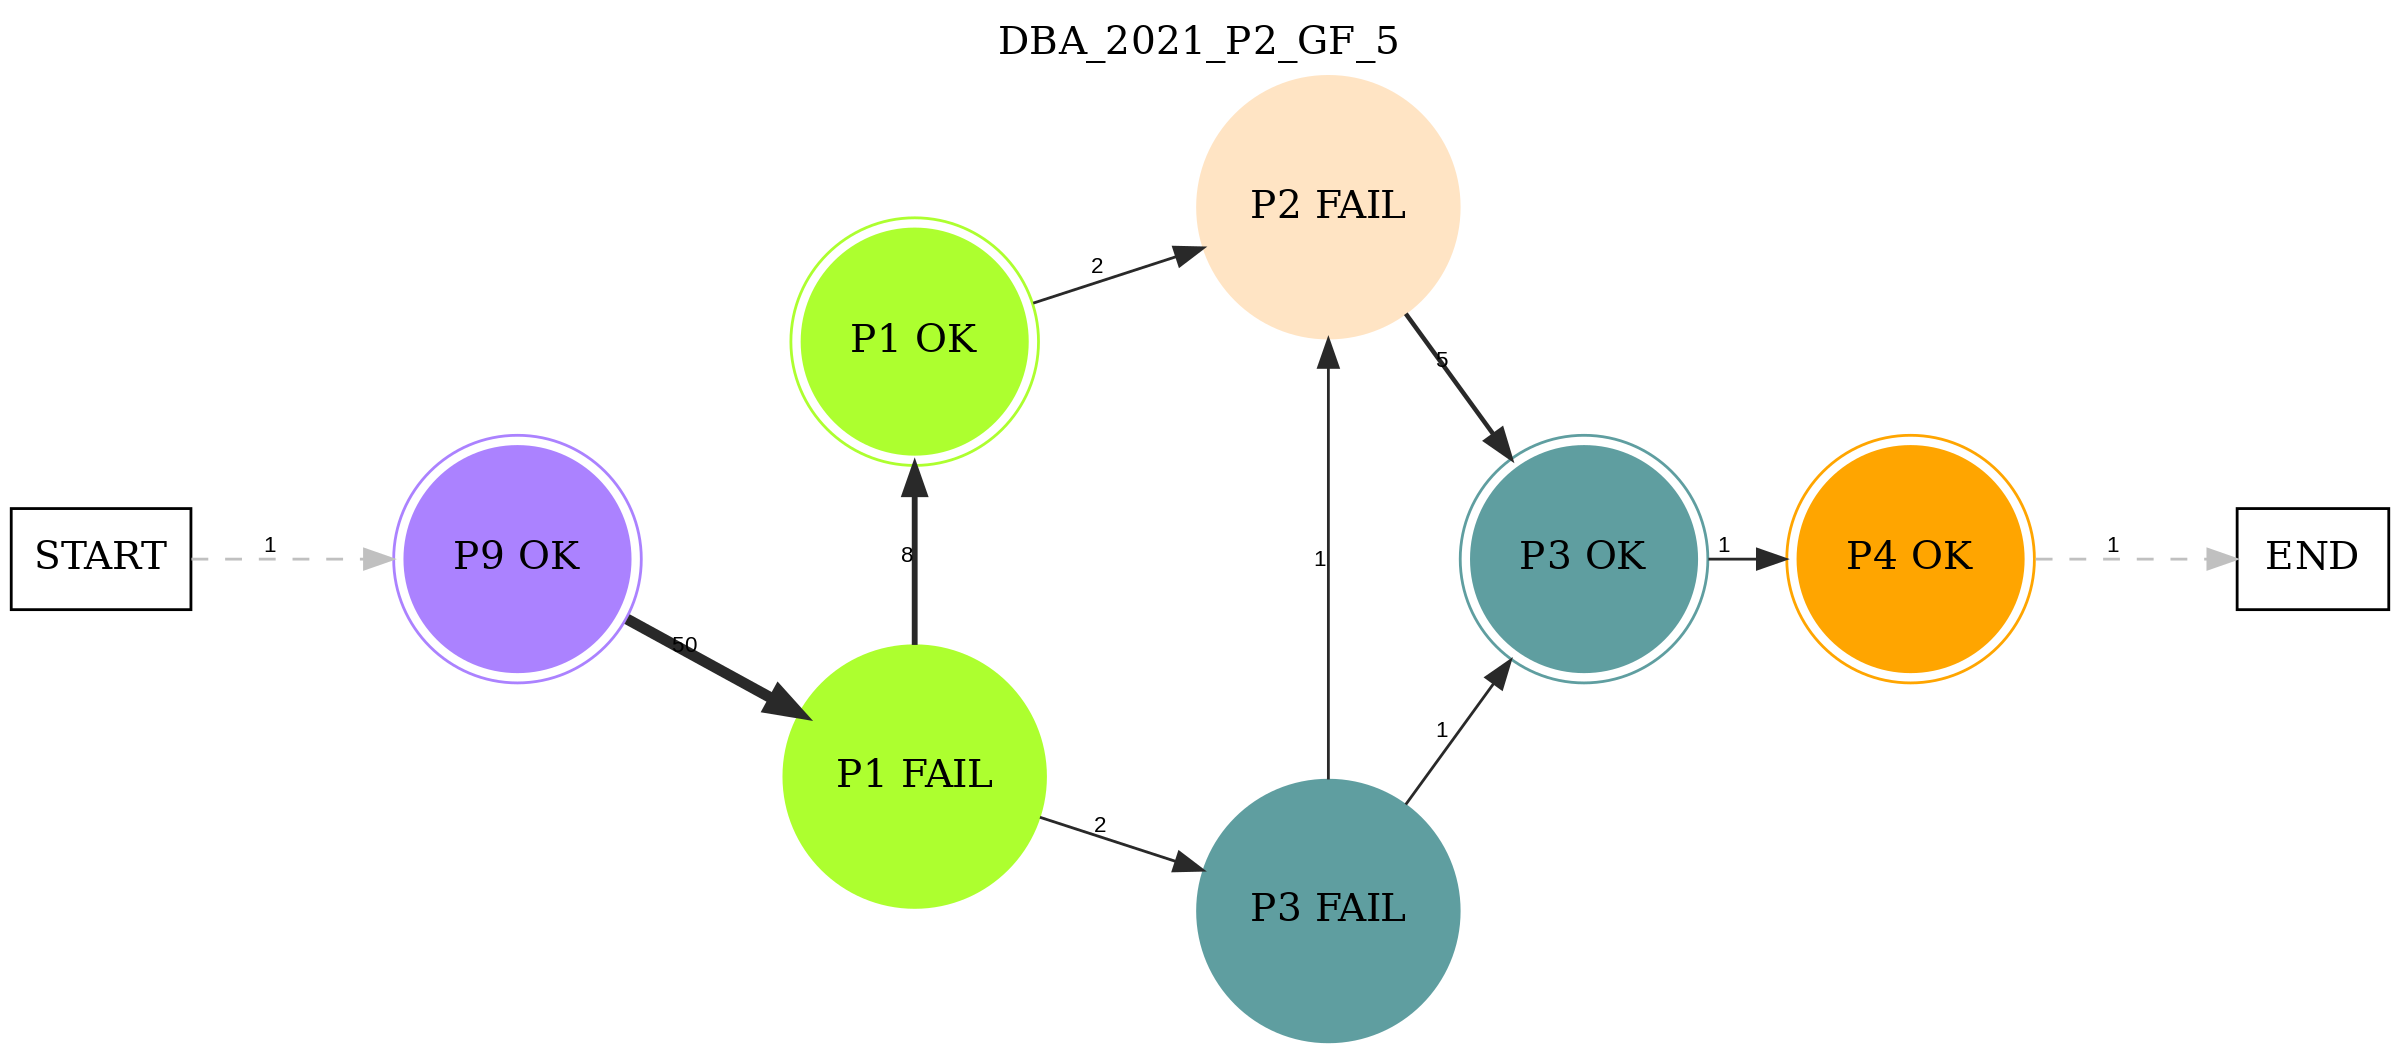 DBA_2021_P2_GF_5
P2 FAIL
2
P1 OK
5
START
1
P9 OK
8
1
P3 OK
1
P4 OK
1
END
50
1
P1 FAIL
2
P3 FAIL